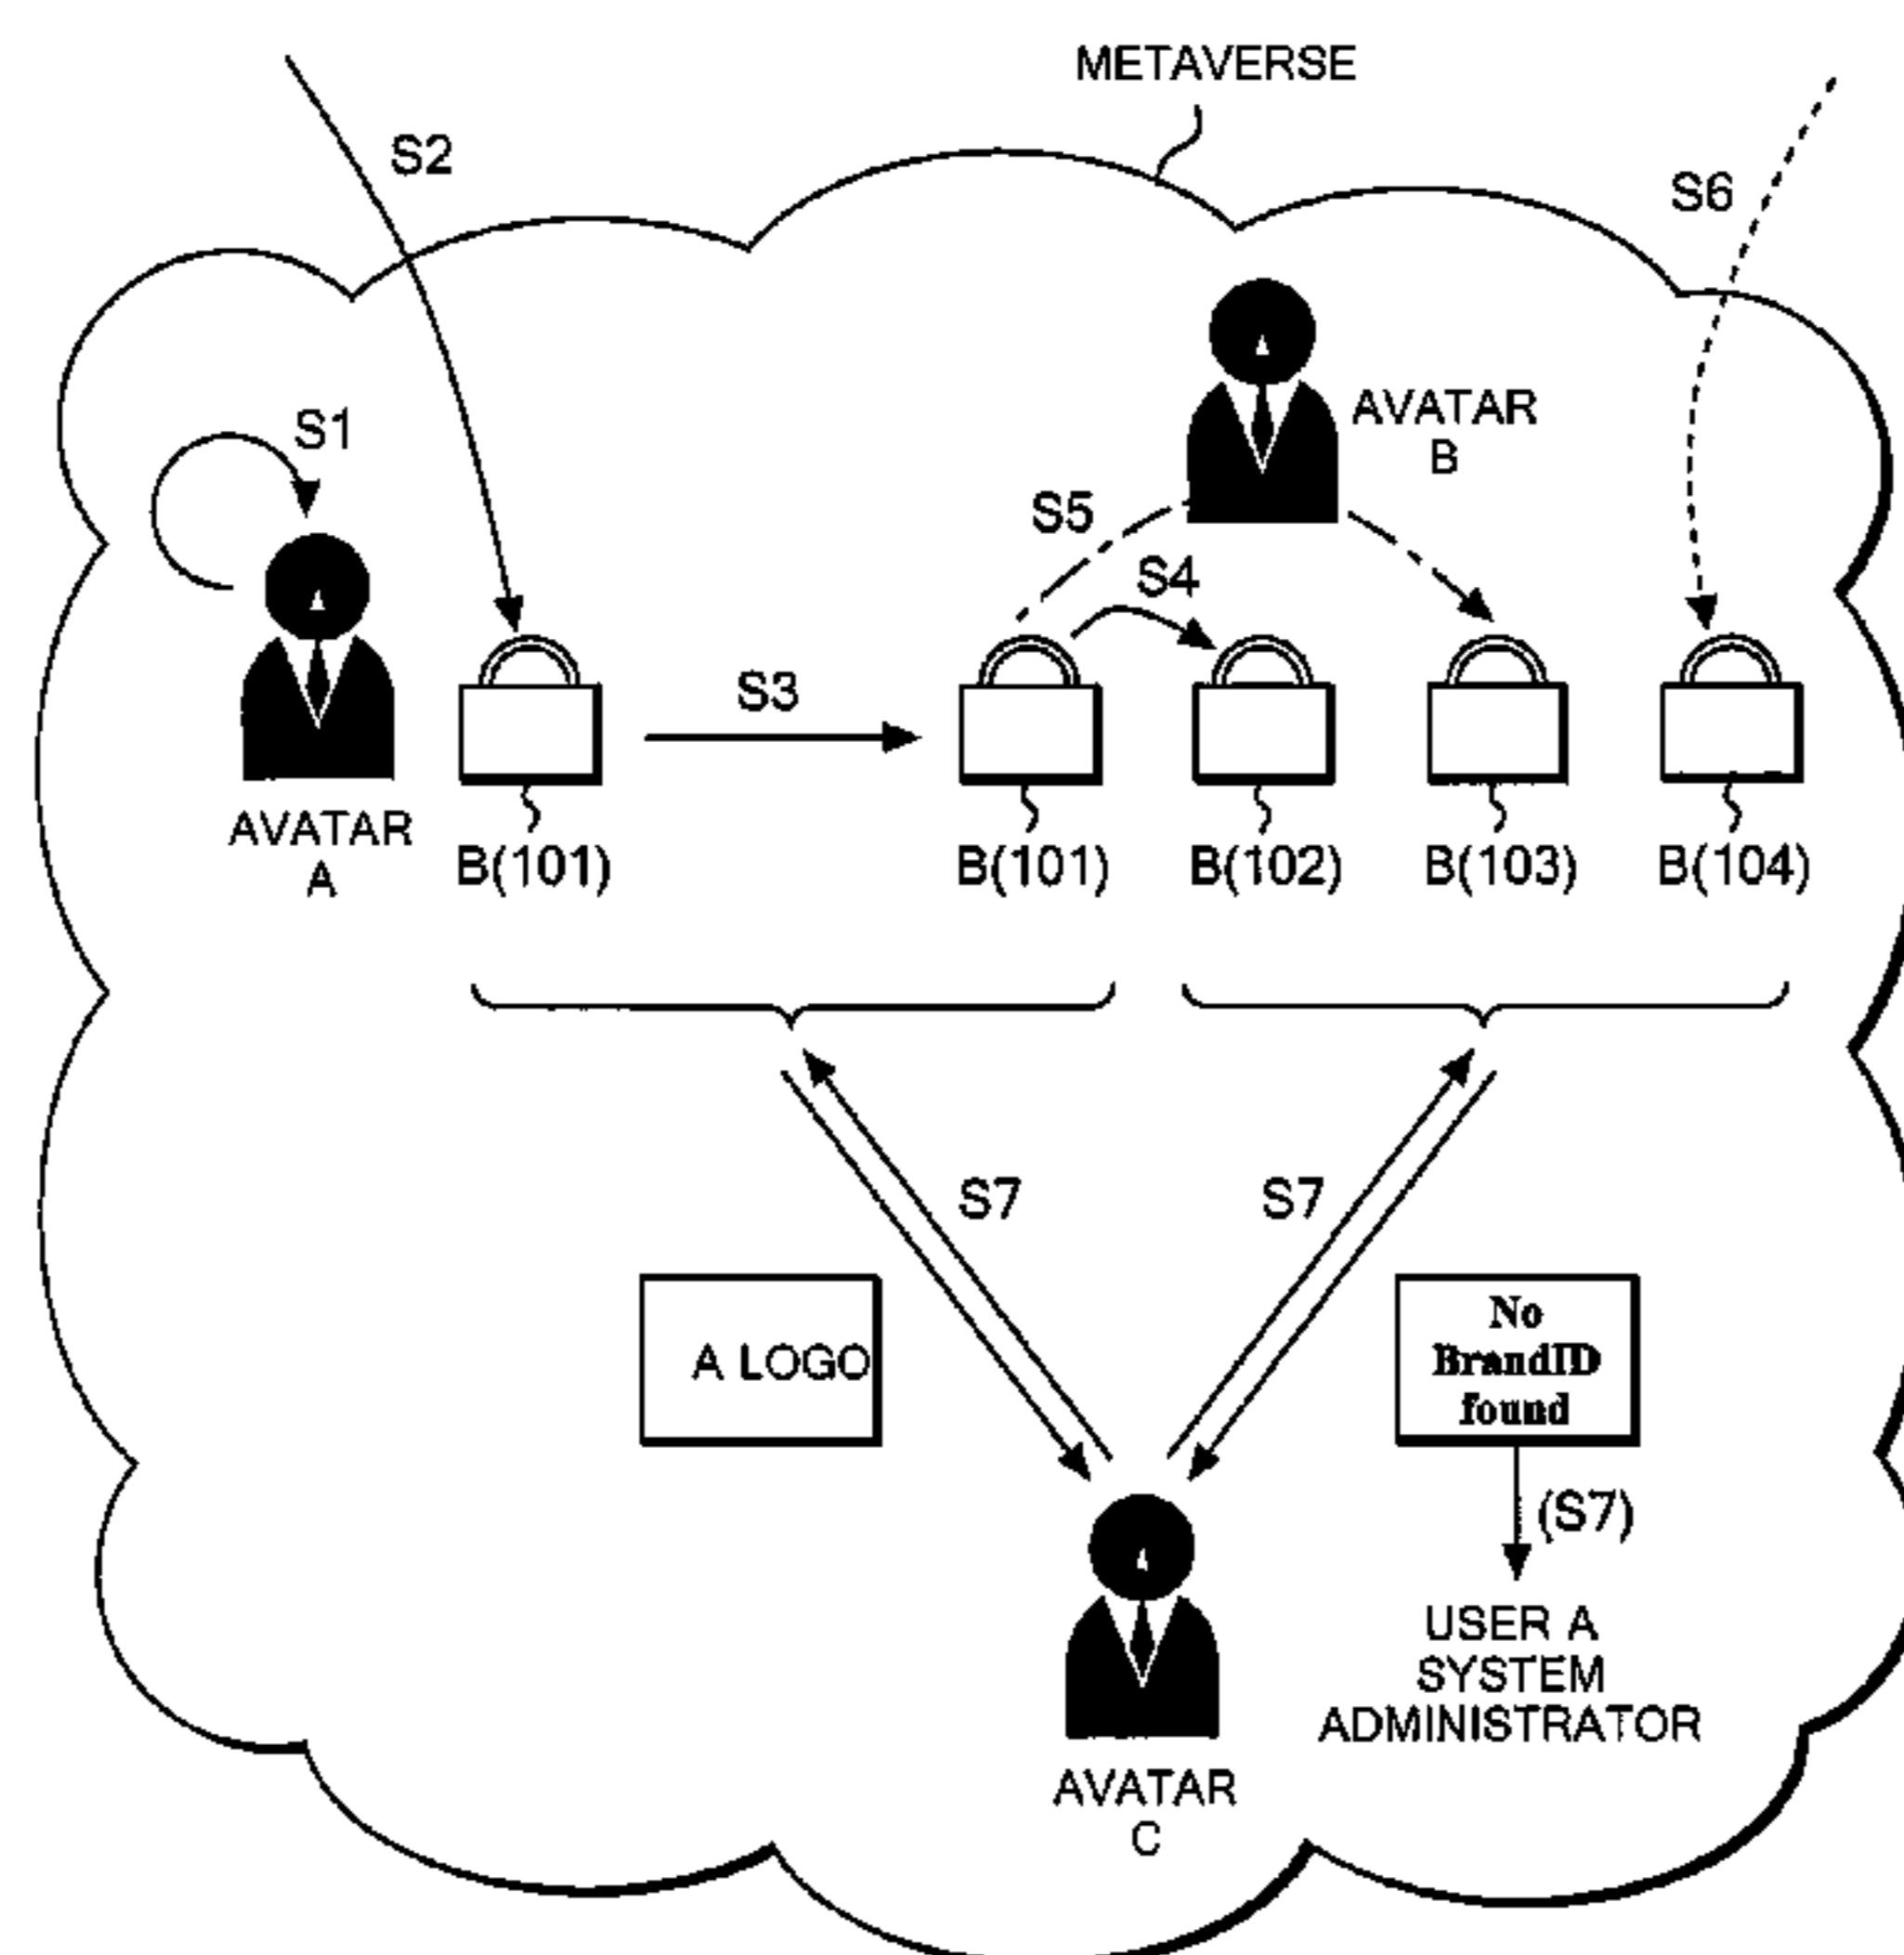 METAVERSE
S2
S6
S1
AVATAR
B
S5
S4
S3
AVATAR
A
B(101)
B(101)
B(102)
B(103)
B(104)
S7
S7
A LOGO
No
BrandID
found
(S7)
USER A
SYSTEM
ADMINISTRATOR
AVATAR
C